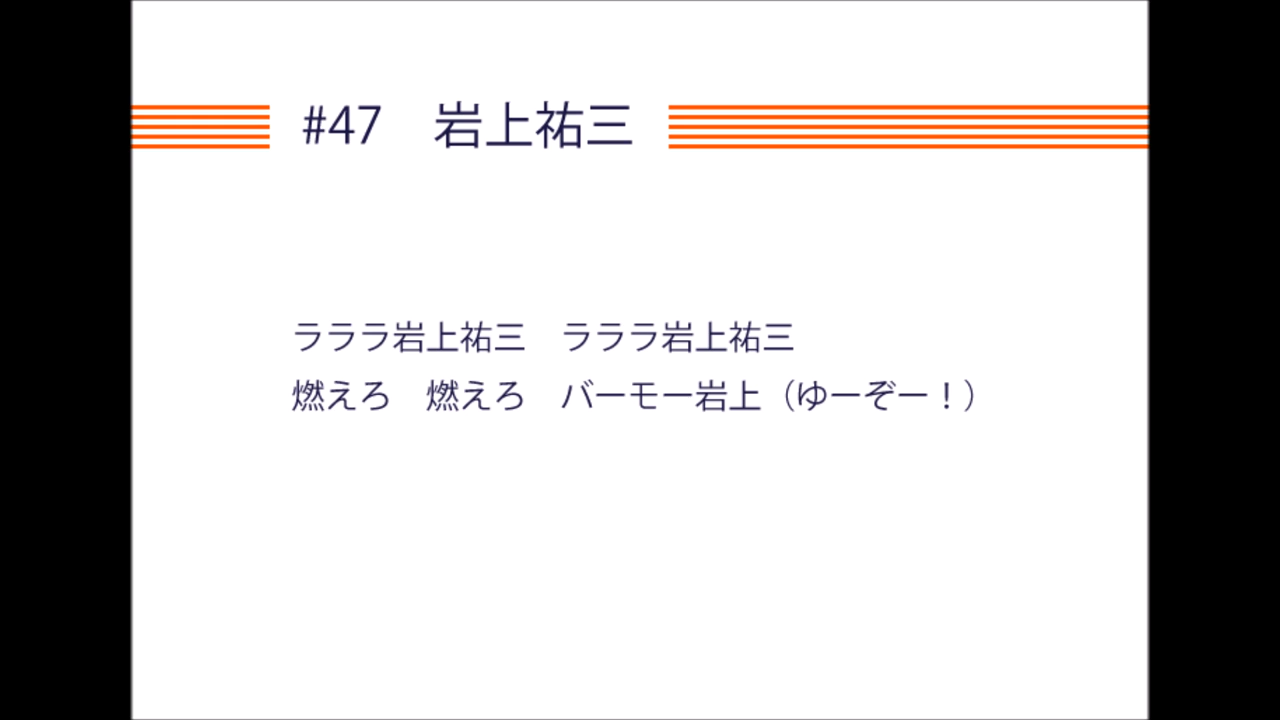 #47　岩上祐三
ラララ岩上祐三　ラララ岩上祐三
燃えろ　燃えろ　バーモー岩上（ゆーぞー！）